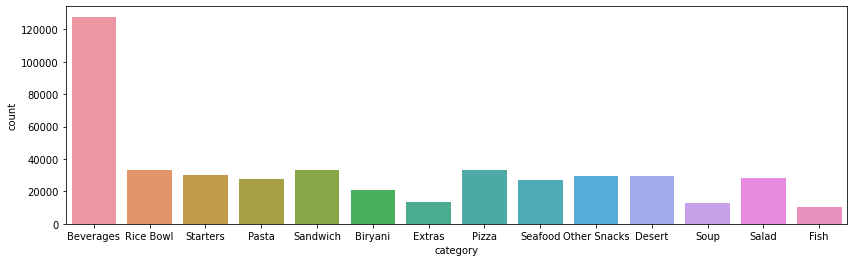 count
120000
100000
80000
60000
40000
20000
0
Beverages Rice Bowl Starters Pasta Sandwich Biryani Extras Pizza Seafood Other Snacks Desert Soup Salad Fish
category